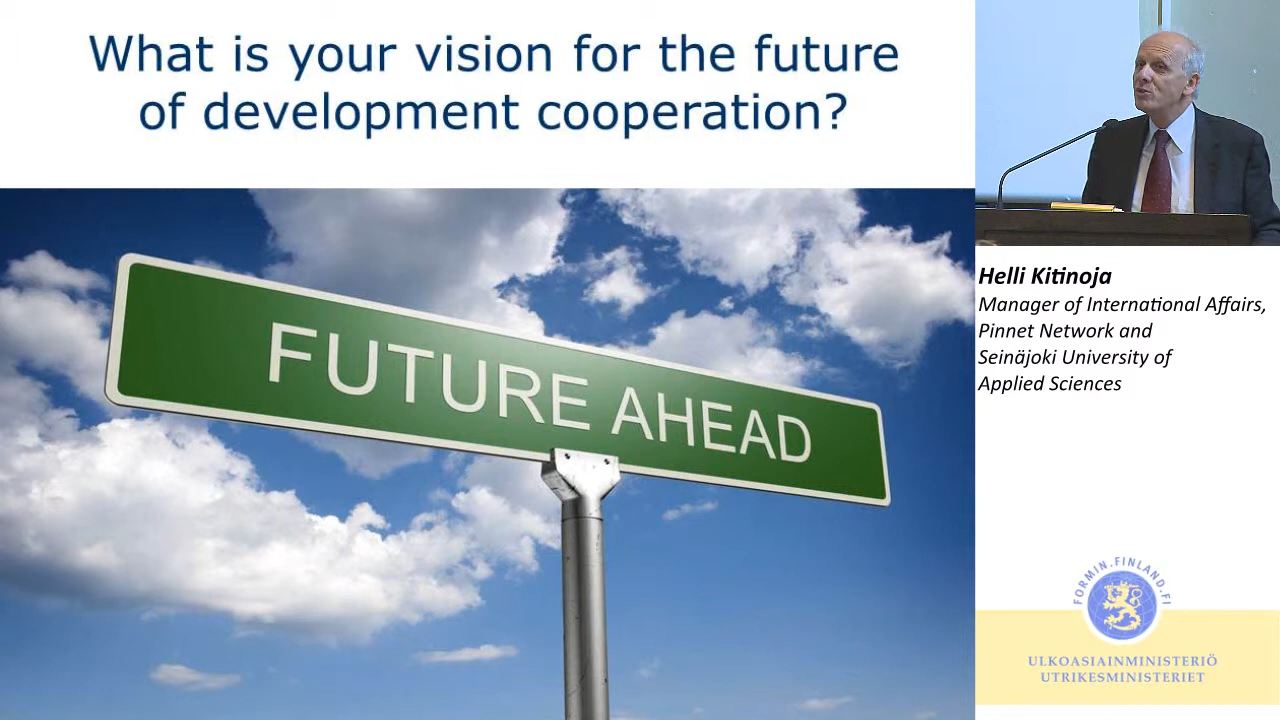 What is your vision for the future
of development cooperation?
FUTURE AHEAD
Helli Kitinoja
Manager of International Affairs,
Pinnet Network and
Seinäjoki University of
Applied Sciences
FORMIN.FINLAND.FI
ULKOASIAINMINISTERIÖ
UTRIKESMINISTERIET